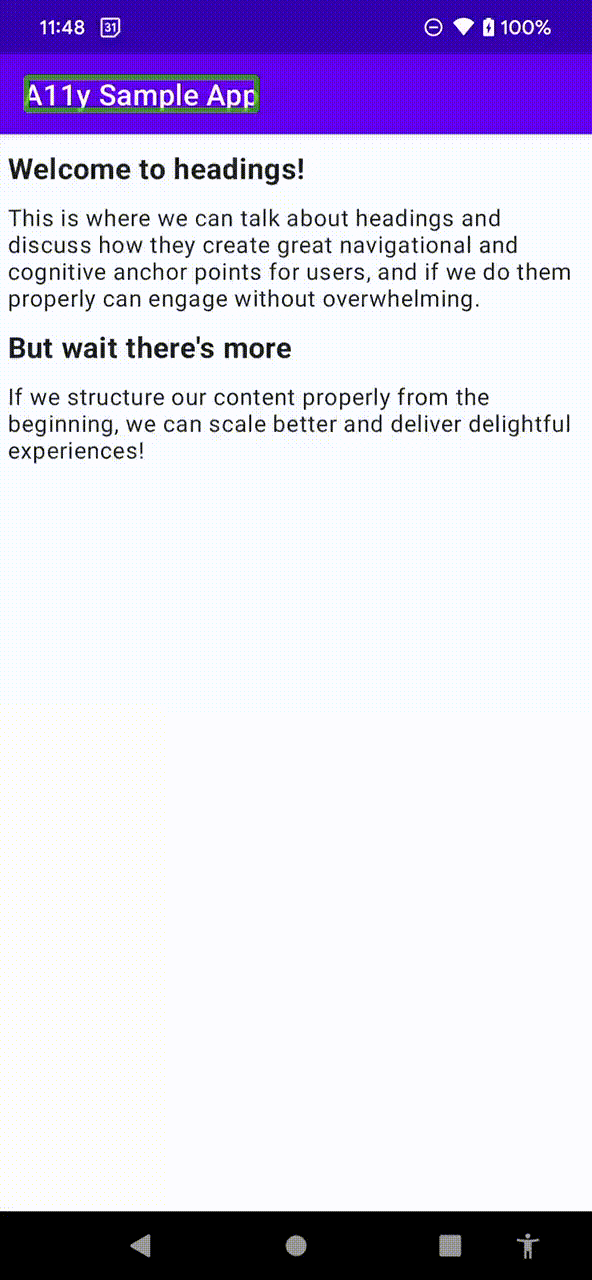 11:48 31 100%
A11y Sample App
Welcome to headings!
This is where we can talk about headings and
discuss how they create great navigational and
cognitive anchor points for users, and if we do them
properly can engage without overwhelming.
But wait there's more
If we structure our content properly from the
beginning, we can scale better and deliver delightful
experiences!